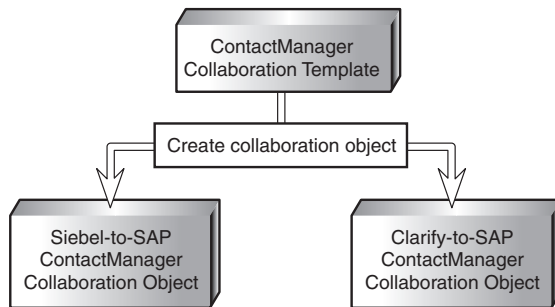 ContactManager
Collaboration Template
Create collaboration object
Siebel-to-SAP
ContactManager
Collaboration Object
Clarify-to-SAP
ContactManager
Collaboration Object